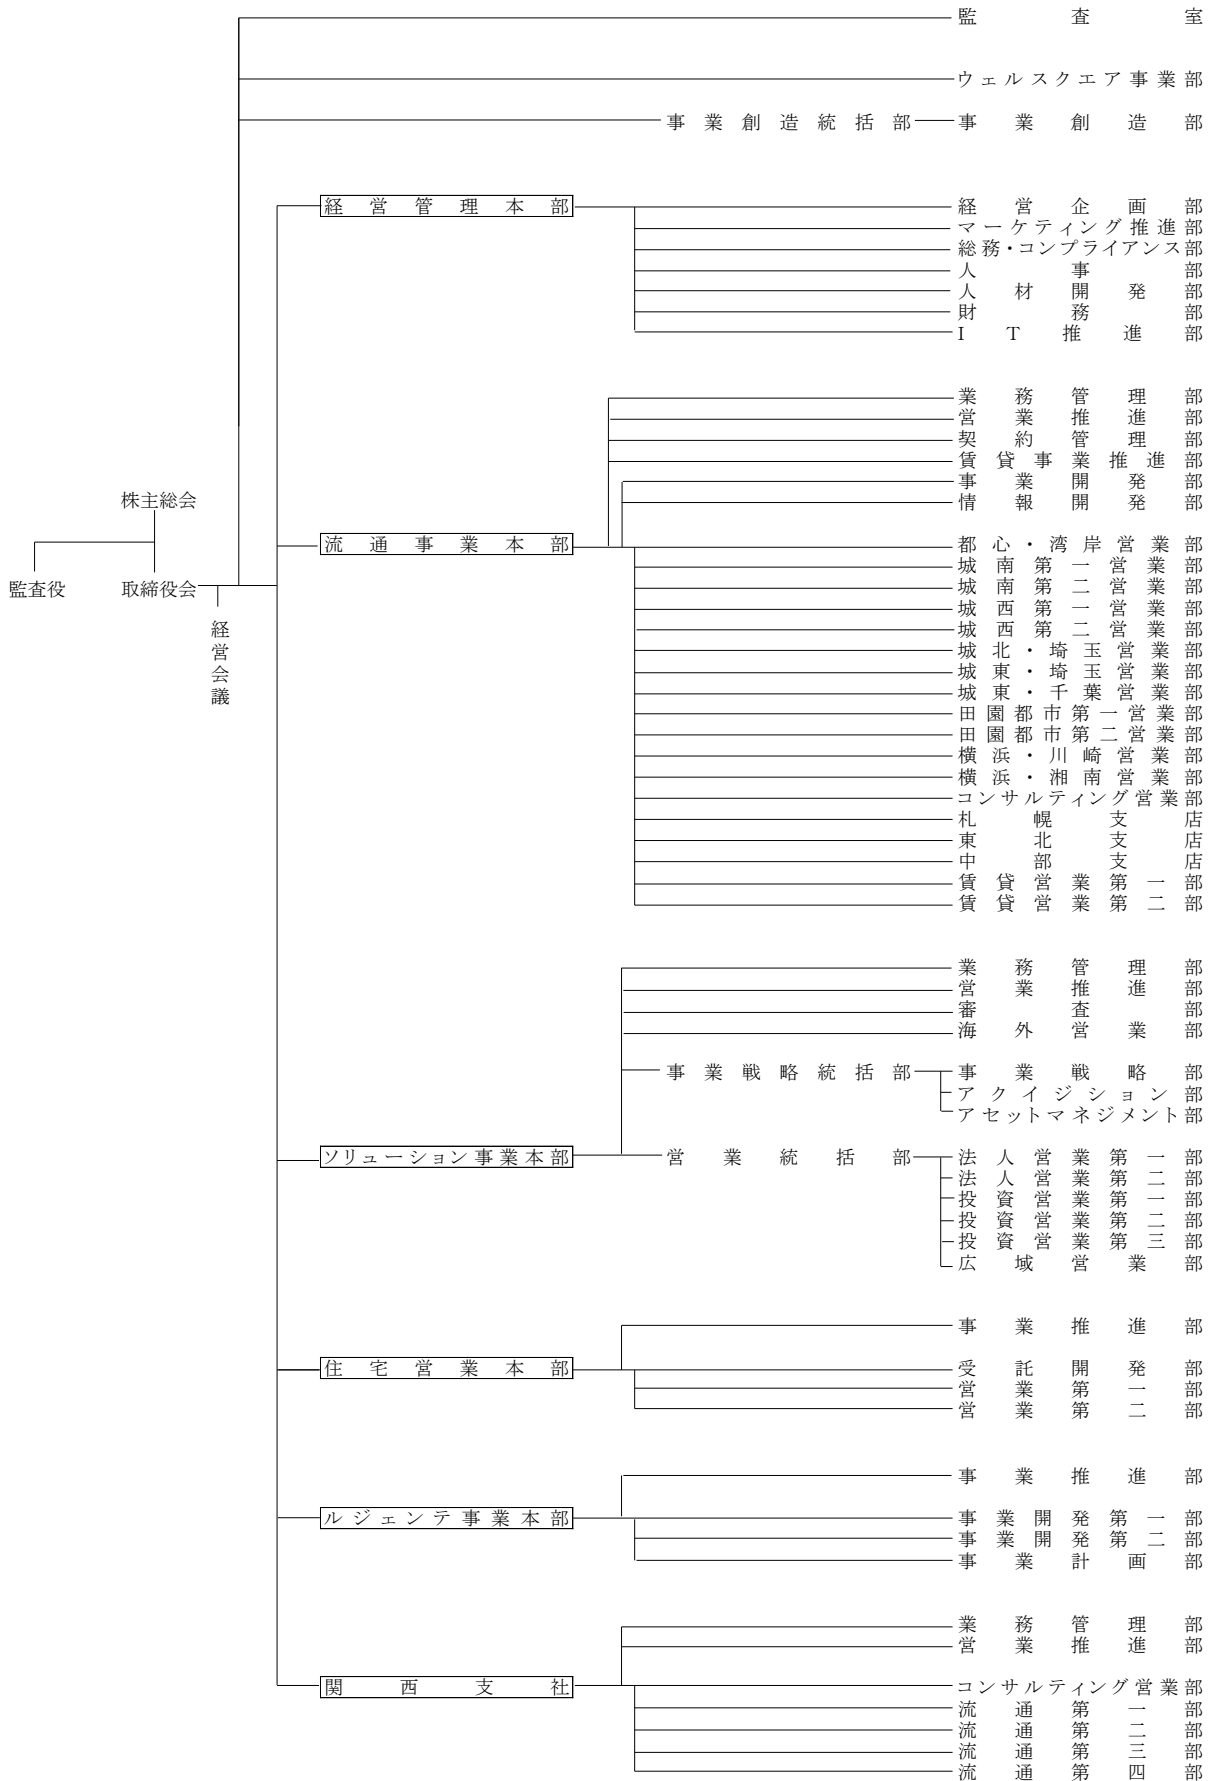 監査室
ウェルスクエア事業部
事業創造統括部 事業創造部
経営管理本部 経営企画部
マーケティング推進部
総務・コンプライアンス部
人事部
人材開発部
財務部
IT推進部
業務管理部
営業推進部
契約管理部
賃貸事業推進部
事業開発部
情報開発部
株主総会
流通事業本部 都心・湾岸営業部
城南第一営業部
監査役 取締役会 城南第二営業部
経営会議
城西第一営業部
城西第二営業部
城北・埼玉営業部
城東・埼玉営業部
城東・千葉営業部
田園都市第一営業部
田園都市第二営業部
横浜・川崎営業部
横浜・湘南営業部
コンサルティング営業部
札幌支店
東北支店
中部支店
賃貸営業第一部
賃貸営業第二部
業務管理部
営業推進部
審査部
海外営業部
事業戦略統括部 事業戦略部
アクイジション部
アセットマネジメント部
ソリューション事業本部 営業統括部 法人営業第一部
法人営業第二部
投資営業第一部
投資営業第二部
投資営業第三部
広域営業部
事業推進部
住宅営業本部 受託開発部
営業第一部
営業第二部
事業推進部
ルジェンテ事業本部 事業開発第一部
事業開発第二部
事業計画部
業務管理部
営業推進部
関西支社 コンサルティング営業部
流通第一部
流通第二部
流通第三部
流通第四部